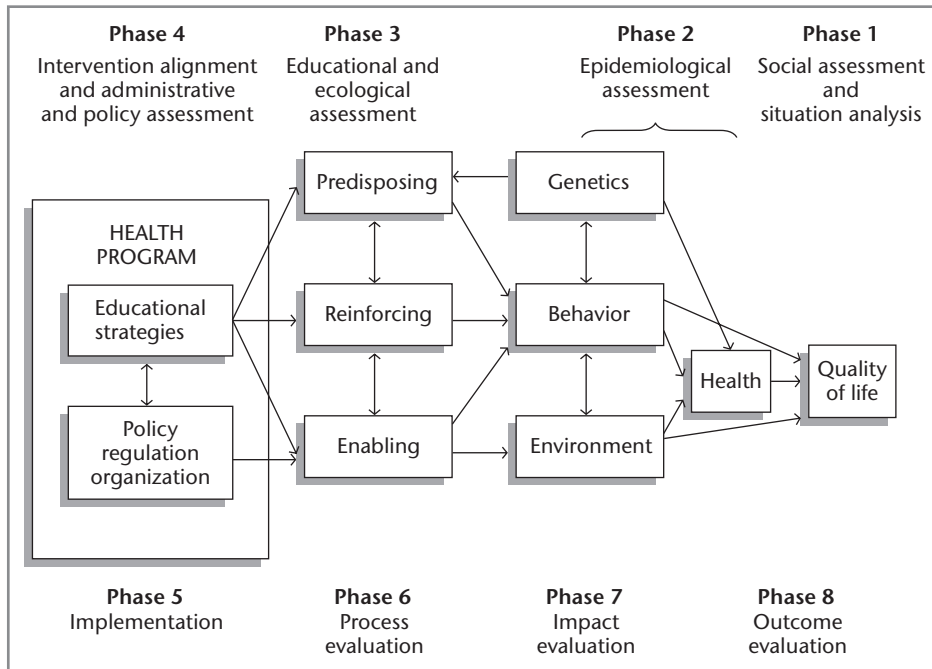 Phase 4
Intervention alignment
and administrative
and policy assessment
Phase 3
Educational and
ecological
assessment
Phase 2
Epidemiological
assessment
Phase 1
Social assessment
and
situation analysis
HEALTH
PROGRAM
Educational
strategies
Policy
regulation
organization
Predisposing
Reinforcing
Enabling
Genetics
Behavior
Environment
Health
Quality
of life
Phase 5
Implementation
Phase 6
Process
evaluation
Phase 7
Impact
evaluation
Phase 8
Outcome
evaluation